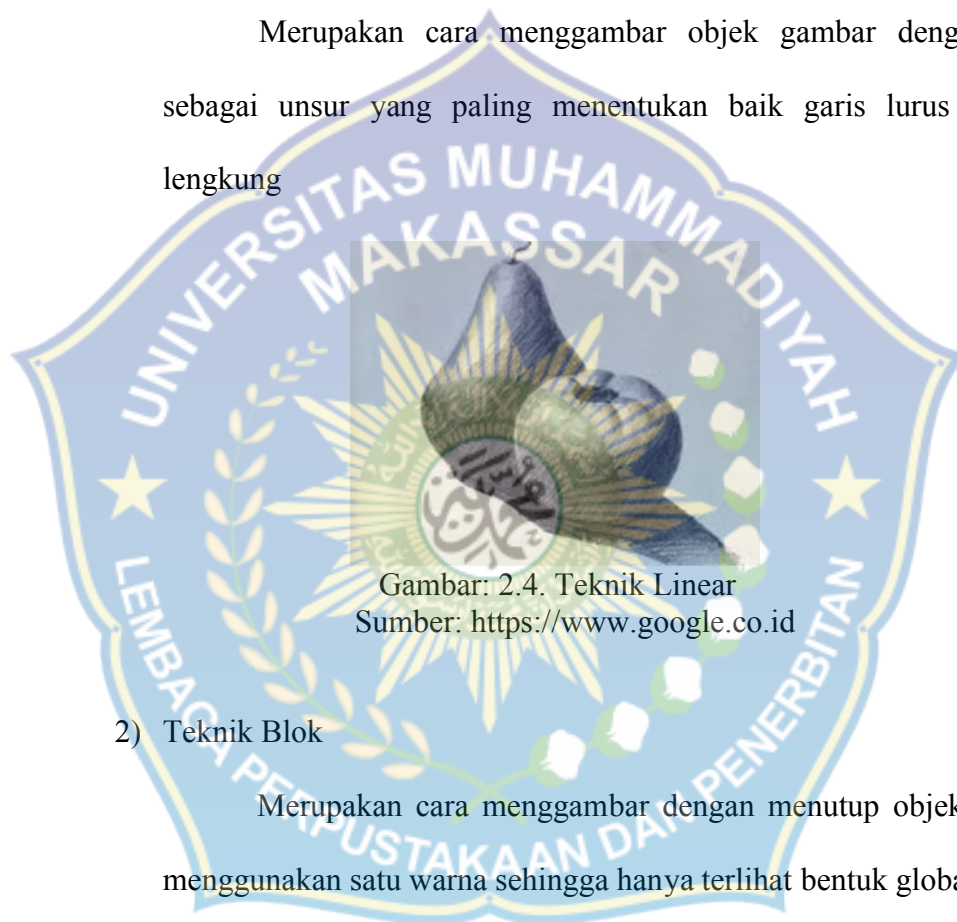 Merupakan cara menggambar objek gambar deng
sebagai unsur yang paling menentukan baik garis lurus
lengkung
UNIVERSITAS MUHAMMADIYAH
MAKASSAR
Gambar: 2.4. Teknik Linear
Sumber: https://www.google.co.id
2) Teknik Blok
Merupakan cara menggambar dengan menutup objek
menggunakan satu warna sehingga hanya terlihat bentuk globa
LEMBAGA PERPUSTAKAAN DAN PENERBITAN